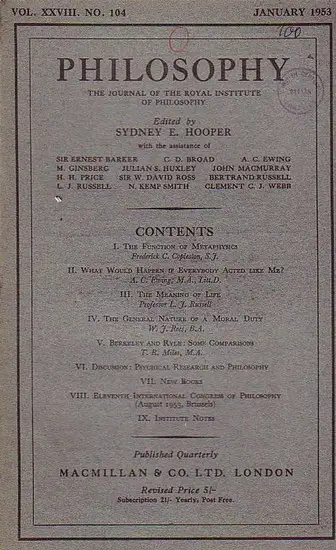 VOL. XXVIII. NO. 104 JANUARY 1953
100
PHILOSOPHY
THE JOURNAL OF THE ROYAL INSTITUTE
OF PHILOSOPHY
Edited by
SYDNEY E. HOOPER
with the assistance of
SIR ERNEST BARKER C. D. BROAD A. C. EWING
M. GINSBERG JULIAN S. HUXLEY JOHN MACMURRAY
H. H. PRICE SIR W. DAVID ROSS BERTRAND RUSSELL
L. J. RUSSELL N. KEMP SMITH CLEMENT C. J. WEBB
CONTENTS
I. The Function of Metaphysics
Frederick C. Copleston, S.J.
II. What Would Happen if Everybody Acted like Me?
A. C. Ewing, M.A., Litt.D.
III. The Meaning of Life
Professor L. J. Russell
IV. The General Nature of a Moral Duty
W. J. Rees, B.A.
V. Berkeley and Ryle: Some Comparisons
T. R. Miles, M.A.
VI. Discussion: Psychical Research and Philosophy
VII. New Books
VIII. Eleventh International Congress of Philosophy
(August 1953, Brussels)
IX. Institute Notes
Published Quarterly
MACMILLAN & CO. LTD. LONDON
Revised Price 5/-
Subscription 21/- Yearly, Post Free.